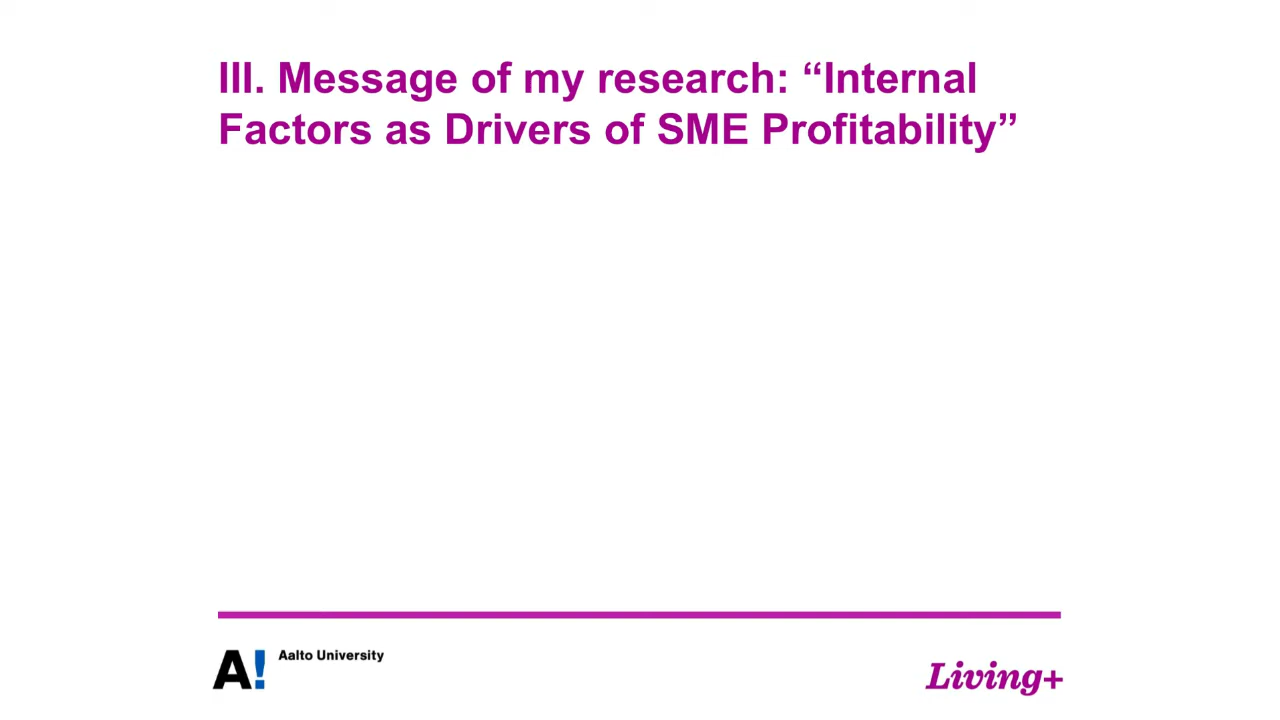 III. Message of my research: “Internal
Factors as Drivers of SME Profitability”
A! Aalto University
Living+